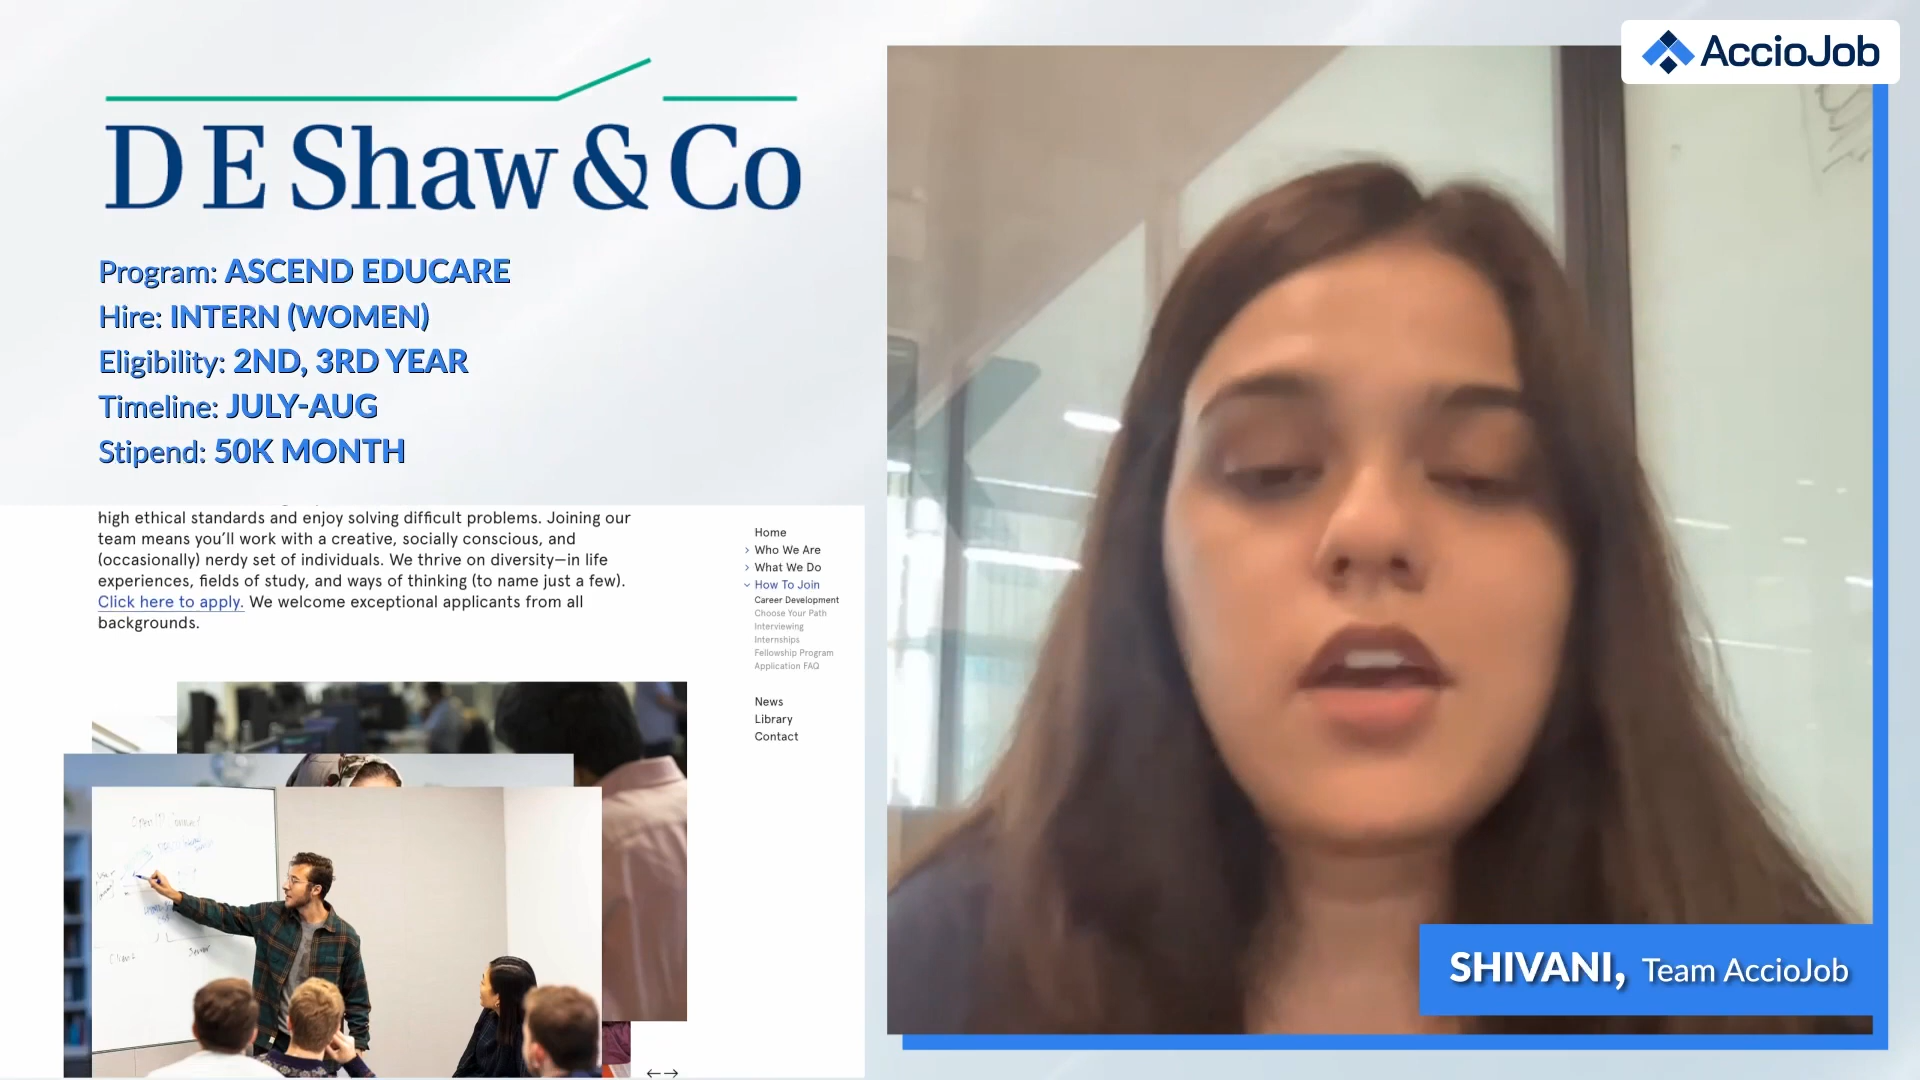 AccioJob
D E Shaw & Co
Program: ASCEND EDUCARE
Hire: INTERN (WOMEN)
Eligibility: 2ND, 3RD YEAR
Timeline: JULY-AUG
Stipend: 50K MONTH
high ethical standards and enjoy solving difficult problems. Joining our
team means you’ll work with a creative, socially conscious, and
(occasionally) nerdy set of individuals. We thrive on diversity—in life
experiences, fields of study, and ways of thinking (to name just a few).
Click here to apply. We welcome exceptional applicants from all
backgrounds.
Home
Who We Are
What We Do
How To Join
Career Development
Choose Your Path
Interviewing
Internships
Fellowship Program
Application FAQ
News
Library
Contact
Client
Server
SHIVANI, Team AccioJob